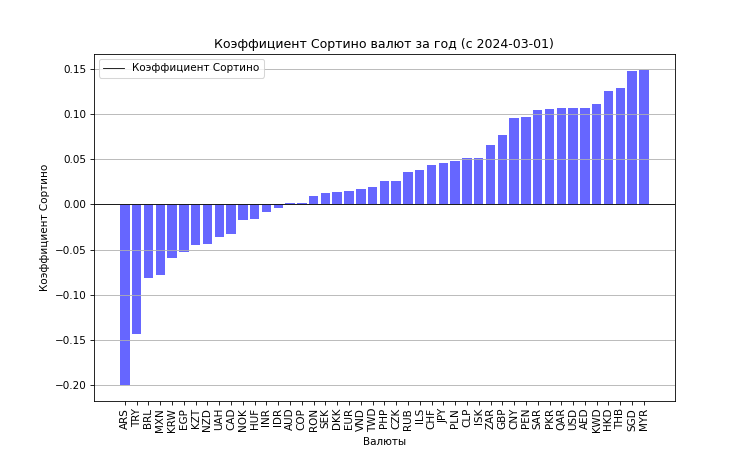 Коэффициент Сортино валют за год (с 2024-03-01)
Коэффициент Сортино
0.15
0.10
0.05
0.00
−0.05
−0.10
−0.15
−0.20
Коэффициент Сортино
ARS TRY BRL MXN KRW EGP KZT NZD UAH CAD NOK HUF INR IDR AUD COP RON SEK DKK EUR VND TWD PHP CZK RUB ILS CHF JPY PLN CLP ISK ZAR GBP CNY PEN SAR PKR QAR USD AED KWD HKD THB SGD MYR
Валюты